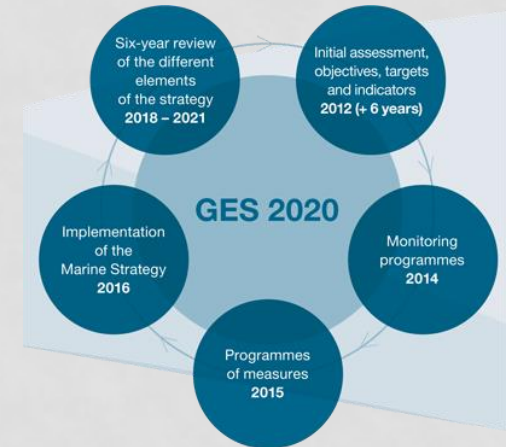 Six-year review
of the different
elements
of the strategy
2018 – 2021
Initial assessment,
objectives, targets
and indicators
2012 (+ 6 years)
GES 2020
Implementation
of the
Marine Strategy
2016
Monitoring
programmes
2014
Programmes
of measures
2015